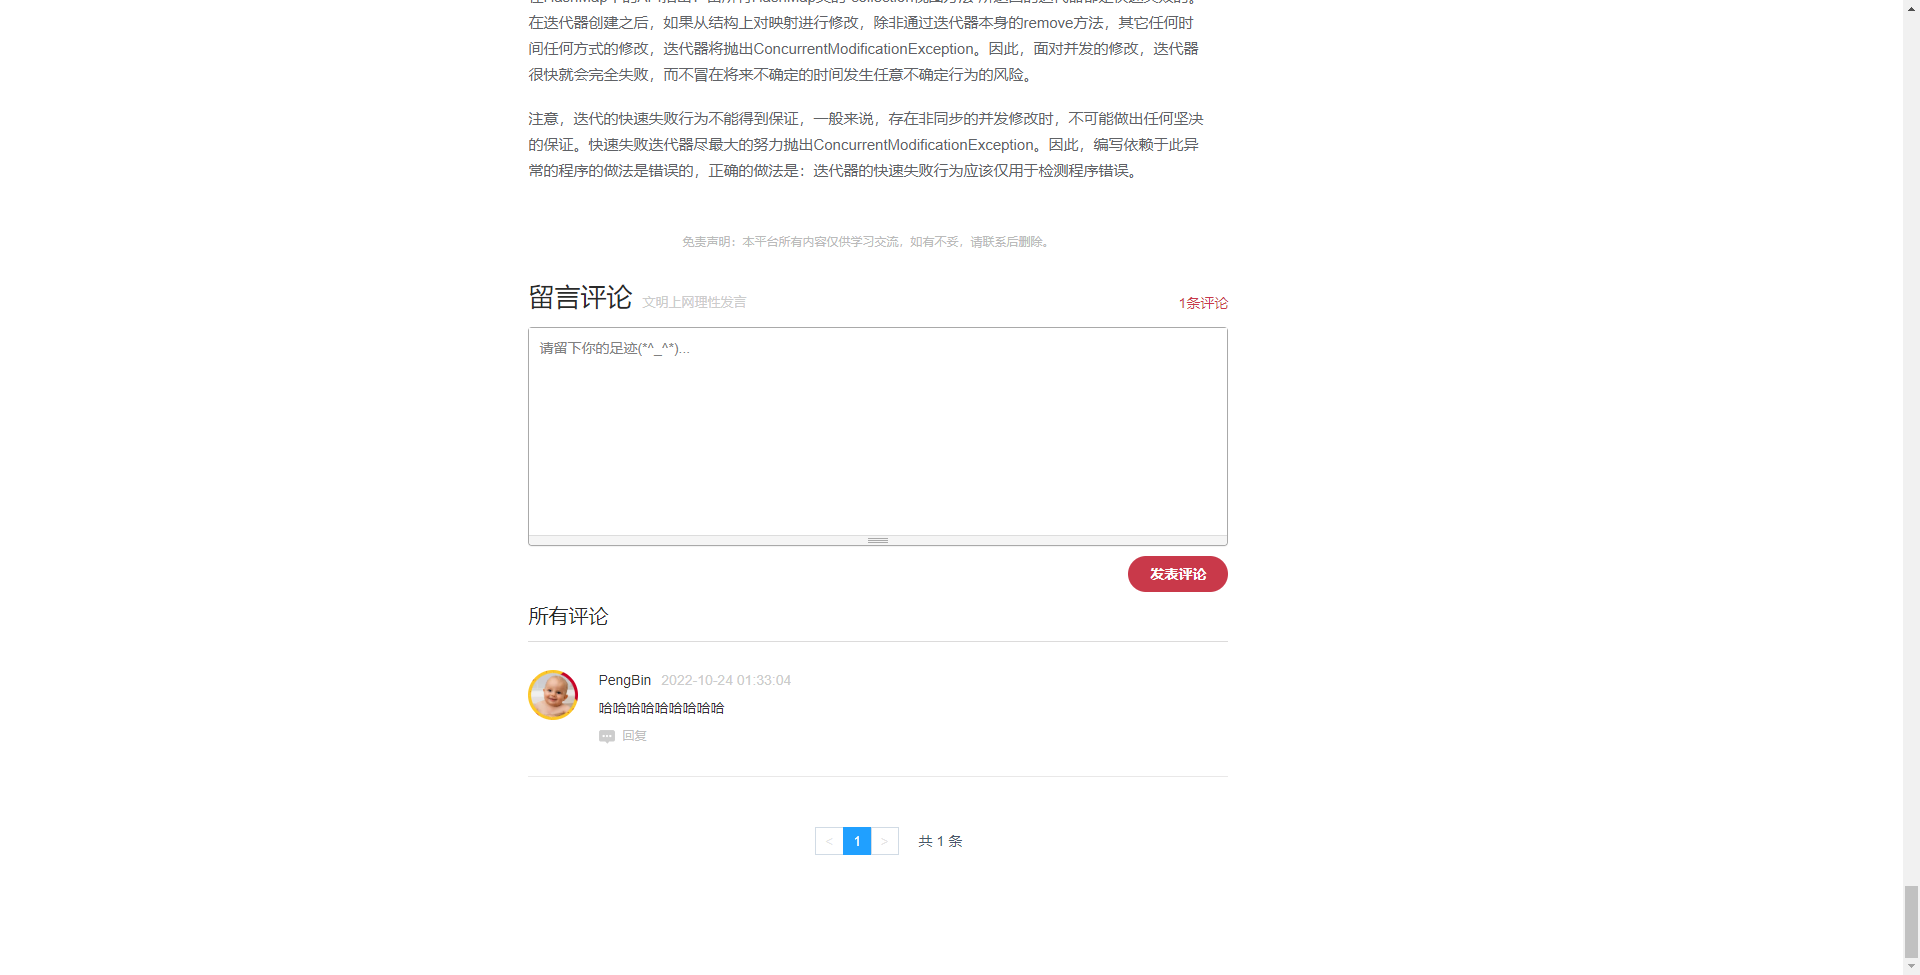 在迭代器创建之后，如果从结构上对映射进行修改，除非通过迭代器本身的remove方法，其它任何时
间任何方式的修改，迭代器将抛出ConcurrentModificationException。因此，面对并发的修改，迭代器
很快就会完全失败，而不冒在将来不确定的时间发生任意不确定行为的风险。
注意，迭代的快速失败行为不能得到保证，一般来说，存在非同步的并发修改时，不可能做出任何坚决
的保证。快速失败迭代器尽最大的努力抛出ConcurrentModificationException。因此，编写依赖于此异
常的程序的做法是错误的，正确的做法是：迭代器的快速失败行为应该仅用于检测程序错误。
免责声明：本平台所有内容仅供学习交流，如有不妥，请联系后删除。
留言评论 文明上网理性发言 1条评论
请留下你的足迹(*^_^*)...
发表评论
所有评论
PengBin 2022-10-24 01:33:04
哈哈哈哈哈哈哈哈哈
回复
< 1 > 共 1 条